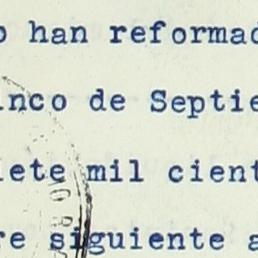 o han reformad
inco de Septie
iete mil cient
re siguiente a